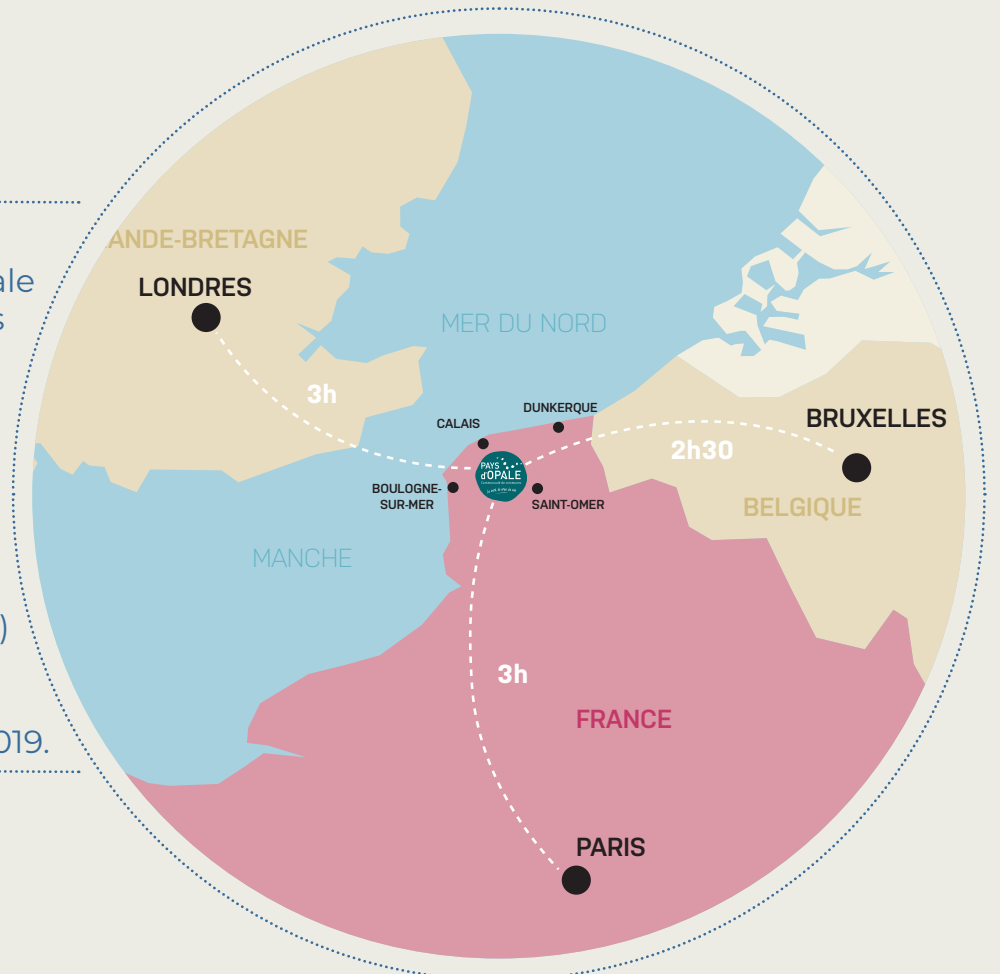 ANDE-BRETAGNE
ale
LONDRES
s
MER DU NORD
3h
DUNKERQUE
CALAIS
BRUXELLES
2h30
PAYS
d'OPALE
BOULOGNE-
SUR-MER
SAINT-OMER
BELGIQUE
MANCHE
)
3h
FRANCE
019.
PARIS